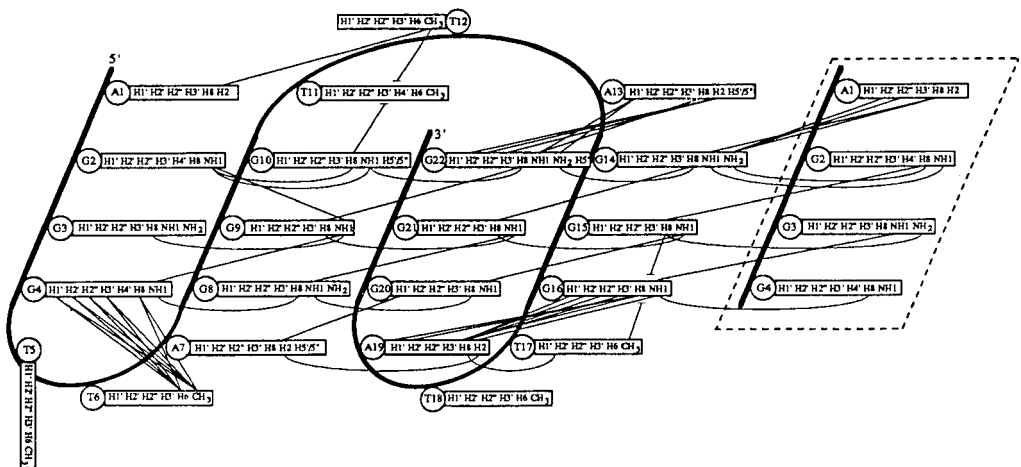 H1' H2' H2" H3' H6 CH3 T12
5'
A1 H1' H2' H2" H3' H8 H2
T11 H1' H2' H2" H3' H4' H6 CH3
A13 H1' H2' H2" H3' H8 H2 H5'/5"
A1 H1' H2' H2" H3' H8 H2
3'
G2 H1' H2' H2" H3' H4' H8 NH1
G10 H1' H2' H2" H3' H8 NH1 H5'/5"
G22 H1' H2' H2" H3' H8 NH1 NH2 H5'
G14 H1' H2' H2" H3' H8 NH1 NH2
G2 H1' H2' H2" H3' H4' H8 NH1
G3 H1' H2' H2" H3' H8 NH1 NH2
G9 H1' H2' H2" H3' H8 NH1
G21 H1' H2' H2" H3' H8 NH1
G15 H1' H2' H2" H3' H8 NH1
G3 H1' H2' H2" H3' H8 NH1 NH2
G4 H1' H2' H2" H3' H4' H8 NH1
G8 H1' H2' H2" H3' H8 NH1 NH2
G20 H1' H2' H2" H3' H8 NH1
G16 H1' H2' H2" H3' H8 NH1
G4 H1' H2' H2" H3' H4' H8 NH1
T5 H1' H2' H2" H3' H6 CH3
A7 H1' H2' H2" H3' H8 H2 H5'/5"
A19 H1' H2' H2" H3' H8 H2
T17 H1' H2' H2" H3' H6 CH3
T6 H1' H2' H2" H3' H6 CH3
T18 H1' H2' H2" H3' H6 CH3